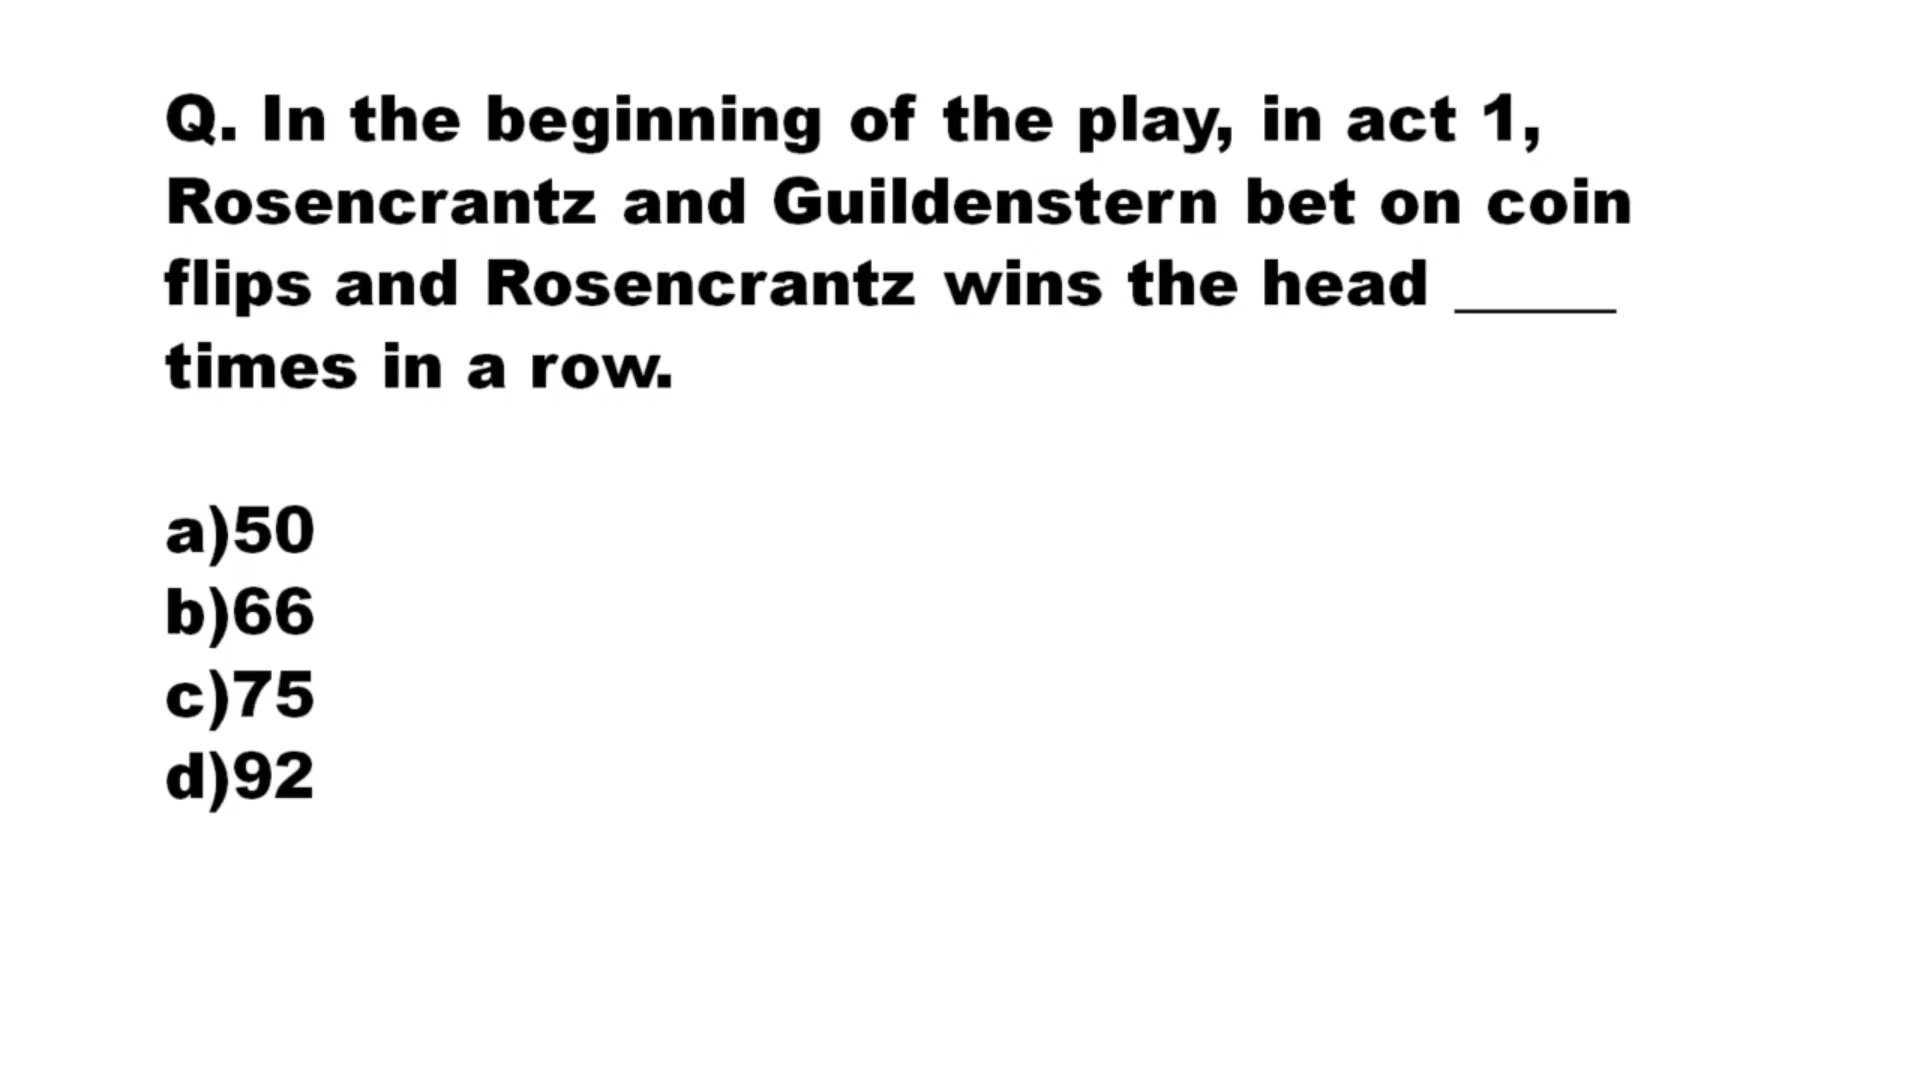 Q. In the beginning of the play, in act 1,
Rosencrantz and Guildenstern bet on coin
flips and Rosencrantz wins the head _____
times in a row.
a)50
b)66
c)75
d)92